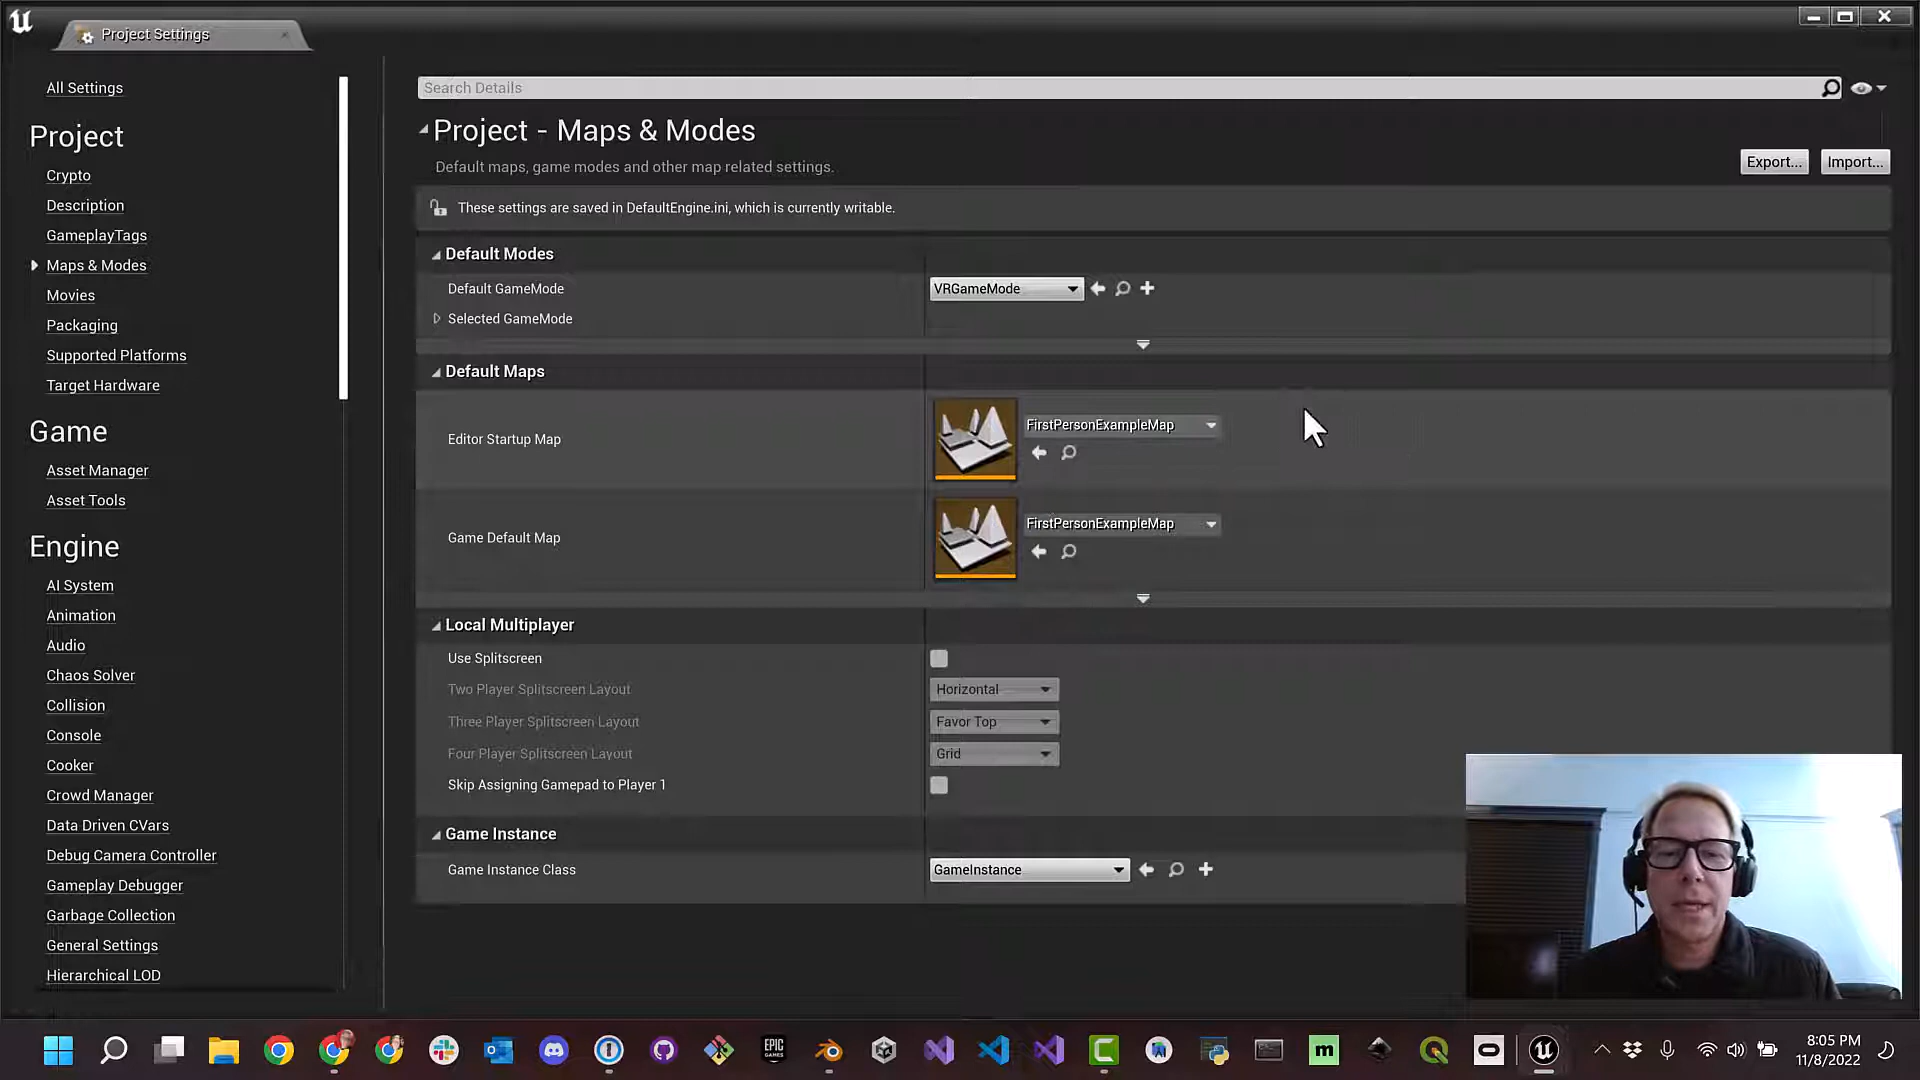 Project Settings
All Settings
Project
Crypto
Description
GameplayTags
Maps & Modes
Movies
Packaging
Supported Platforms
Target Hardware
Game
Asset Manager
Asset Tools
Engine
AI System
Animation
Audio
Chaos Solver
Collision
Console
Cooker
Crowd Manager
Data Driven CVars
Debug Camera Controller
Gameplay Debugger
Garbage Collection
General Settings
Hierarchical LOD
Search Details
Project - Maps & Modes
Default maps, game modes and other map related settings.
Export...
Import...
These settings are saved in DefaultEngine.ini, which is currently writable.
Default Modes
Default GameMode
VRGameMode
Selected GameMode
Default Maps
Editor Startup Map
FirstPersonExampleMap
Game Default Map
FirstPersonExampleMap
Local Multiplayer
Use Splitscreen
Two Player Splitscreen Layout
Horizontal
Three Player Splitscreen Layout
Favor Top
Four Player Splitscreen Layout
Grid
Skip Assigning Gamepad to Player 1
Game Instance
Game Instance Class
GameInstance
EPIC
GAMES
m
8:05 PM
11/8/2022